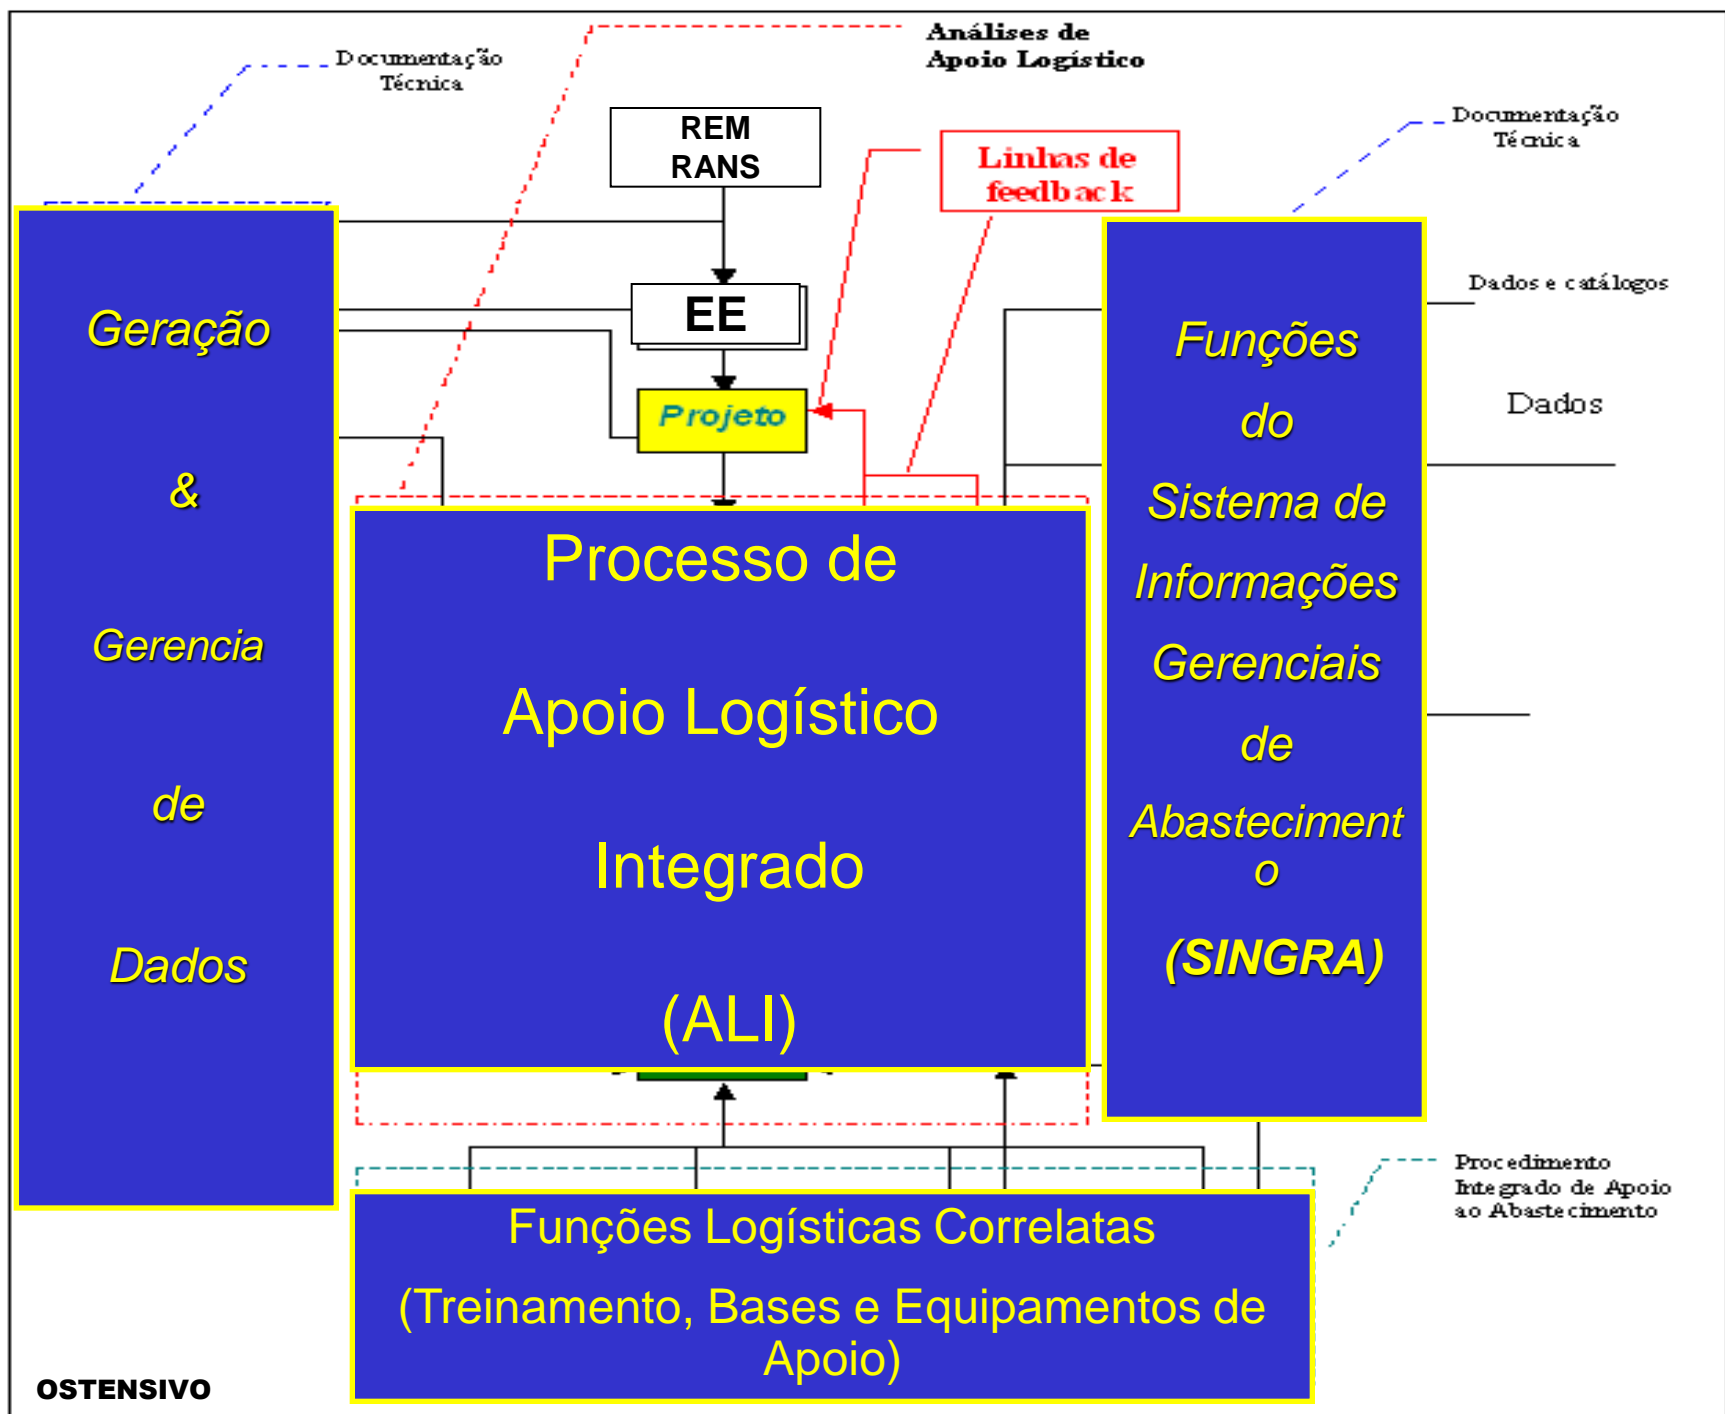 Análises de
Apoio Logístico
Documentação
Técnica
REM
RANS
Documentação
Técnica
Linhas de
feedback
Dados e catálogos
EE
Projeto
Dados
Geração
&
Gerencia
de
Dados
Processo de
Apoio Logístico
Integrado
(ALI)
Funções
do
Sistema de
Informações
Gerenciais
de
Abasteciment
o
(SINGRA)
Procedimento
Integrado de Apoio
ao Abastecimento
Funções Logísticas Correlatas
(Treinamento, Bases e Equipamentos de
Apoio)
OSTENSIVO